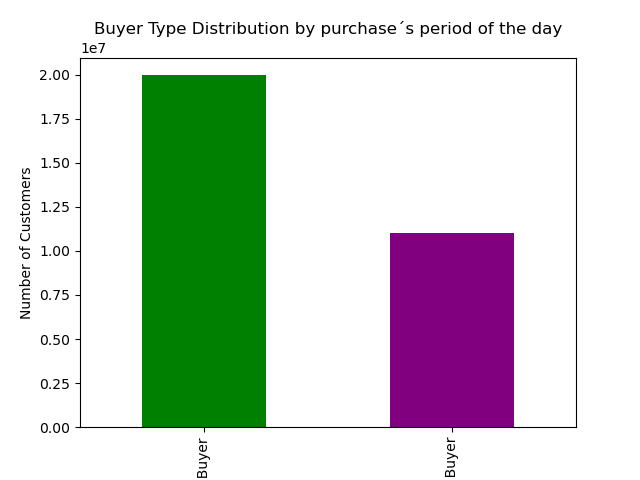 Buyer Type Distribution by purchase´s period of the day
1e7
2.00
1.75
1.50
1.25
1.00
0.75
0.50
0.25
0.00
Number of Customers
Buyer
Buyer